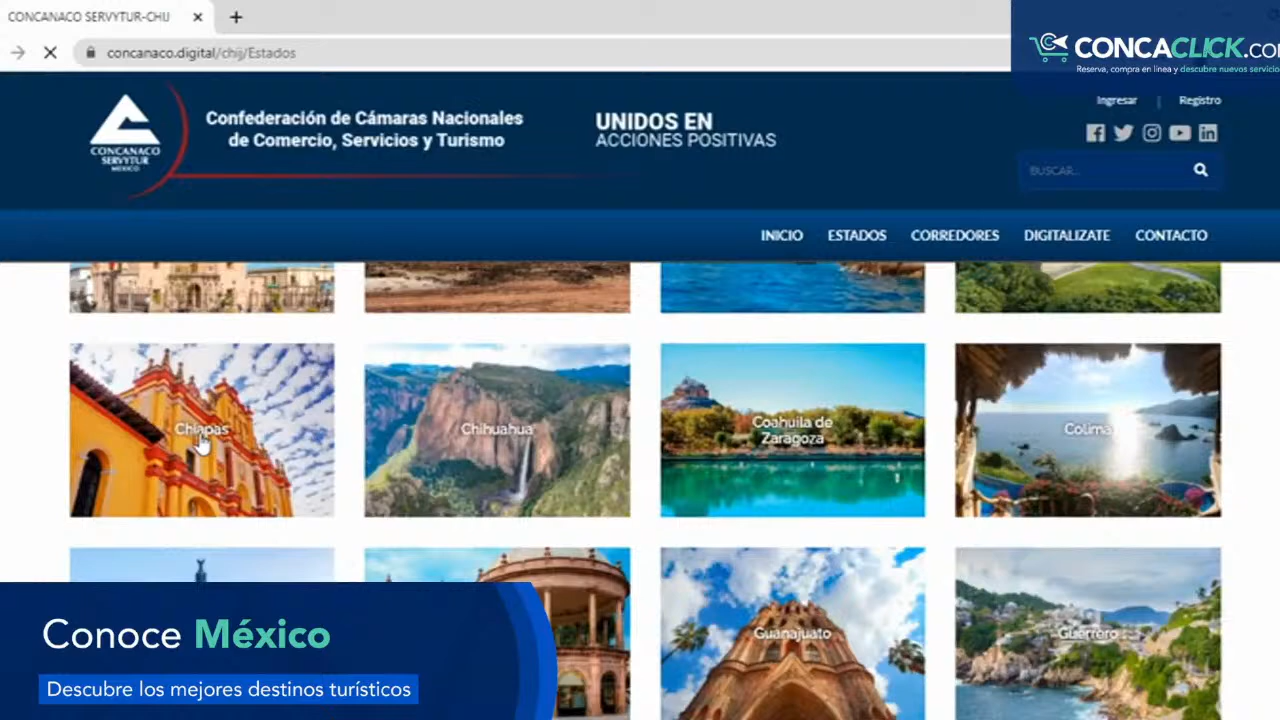 CONCANACO SERVYTUR-CHIJ
concanaco.digital/chij/Estados
CONCACLICK.co
Reserva, compra en línea y descubre nuevos servicio
Ingresar | Registro
CONCANACO
SERVYTUR
MÉXICO
Confederación de Cámaras Nacionales
de Comercio, Servicios y Turismo
UNIDOS EN
ACCIONES POSITIVAS
BUSCAR...
INICIO ESTADOS CORREDORES DIGITALIZATE CONTACTO
Chiapas
Chihuahua
Coahuila de
Zaragoza
Colima
Guanajuato
Guerrero
Conoce México
Descubre los mejores destinos turísticos